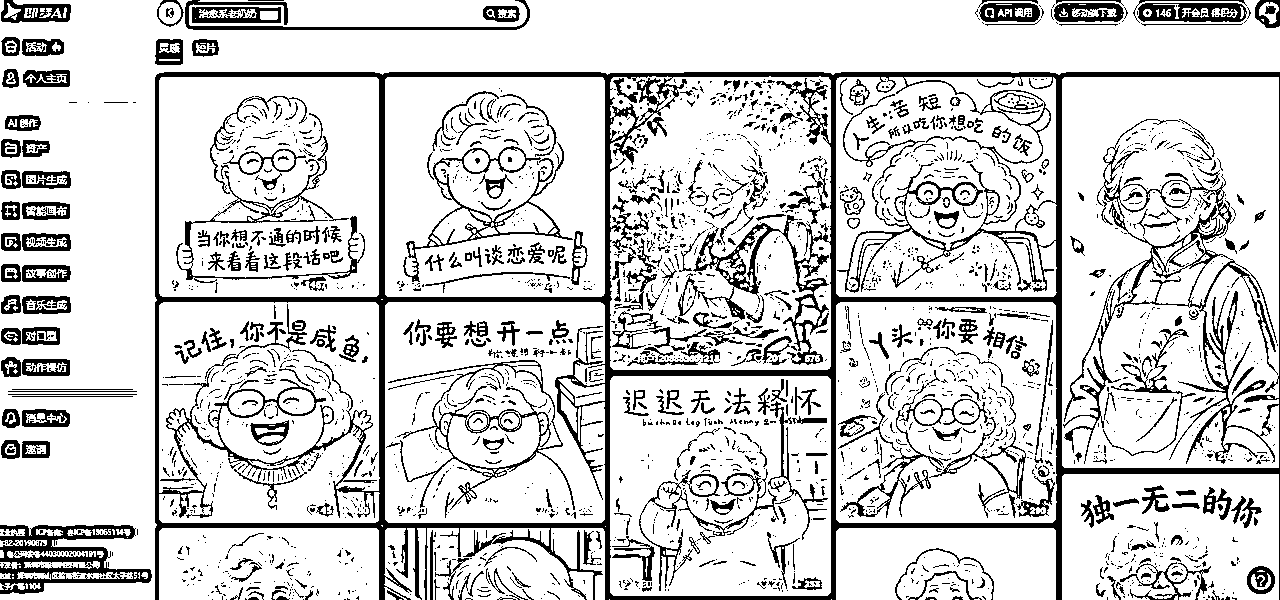 即梦AI
治愈系老奶奶
搜索
API 调用
移动端下载
146 | 开会员 得积分
活动
个人主页
灵感
短片
AI 创作
资产
图片生成
智能画布
视频生成
故事创作
音乐生成
对口型
动作模仿
消息中心
邀请
当你想不通的时候
来看看这段话吧
什么叫谈恋爱呢
人生苦短
所以吃你想吃的饭
记住,你不是咸鱼,
你要想开一点
迟迟无法释怀
丫头,你要相信
独一无二的你